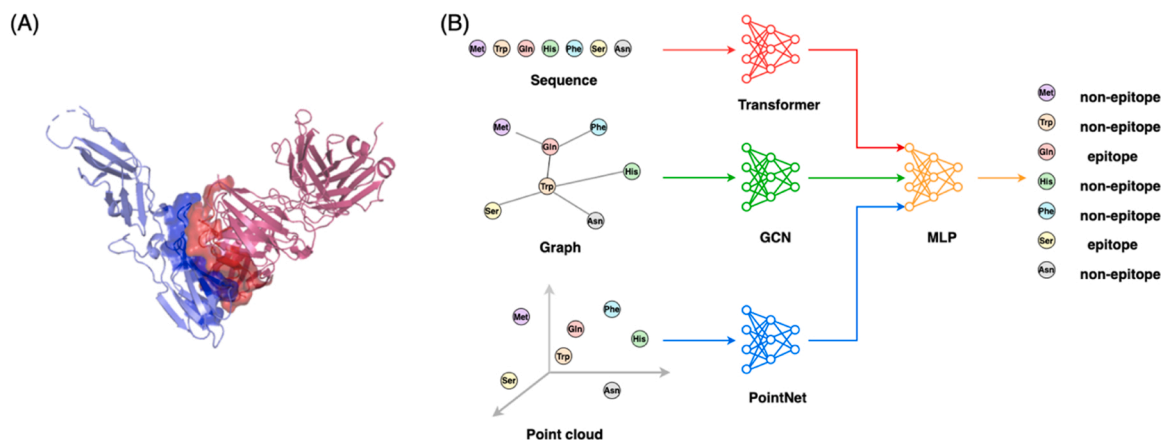 (A)
(B)
Met Trp Gln His Phe Ser Asn
Sequence
Transformer
Met
Phe
Gln
His
Trp
Ser
Asn
Graph
GCN
MLP
Met
Phe
Gln
His
Trp
Ser
Asn
Point cloud
PointNet
Met non-epitope
Trp non-epitope
Gln epitope
His non-epitope
Phe non-epitope
Ser epitope
Asn non-epitope